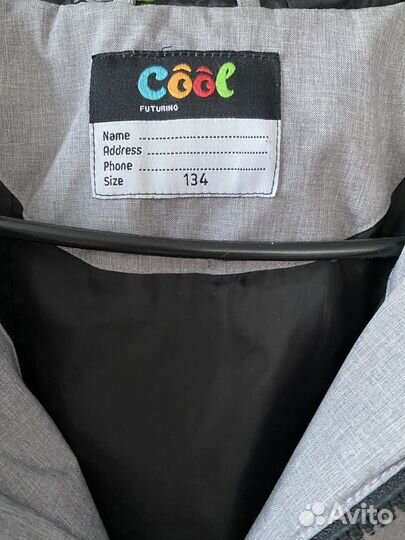 Cool
FUTURINO
Name
Address
Phone
Size 134
Avito